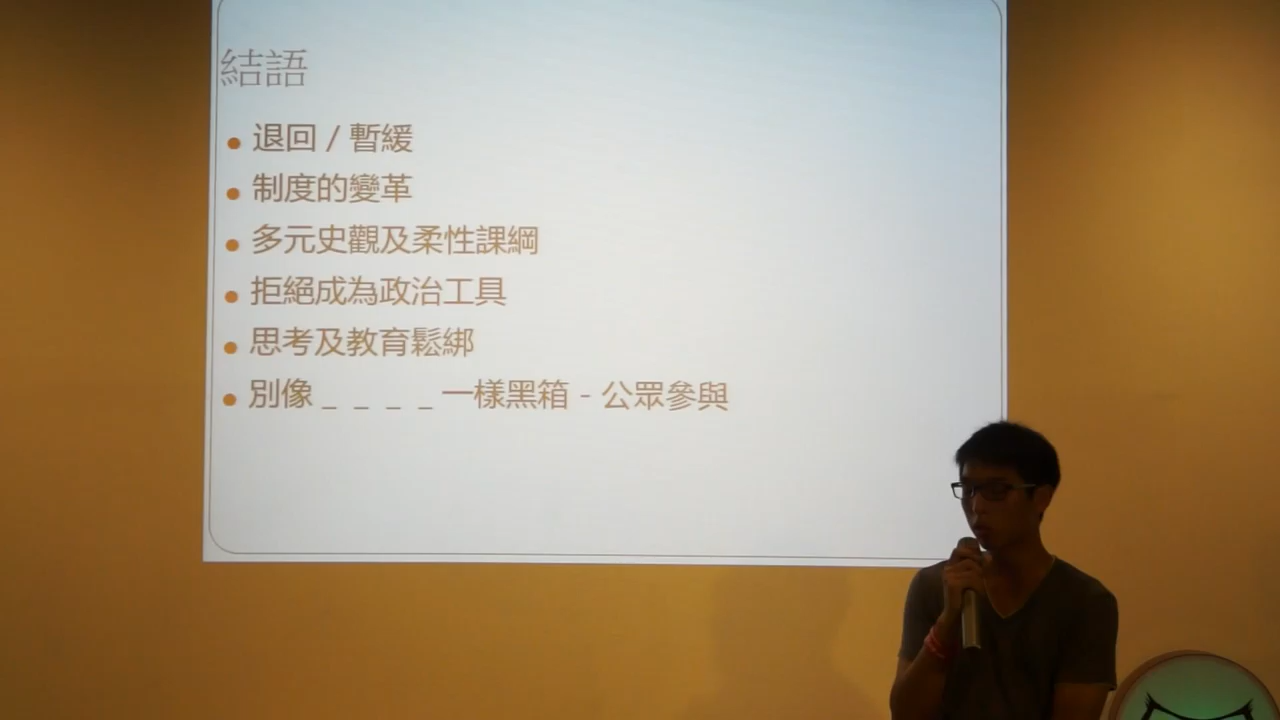 結語
退回 / 暫緩
制度的變革
多元史觀及柔性課綱
拒絕成為政治工具
思考及教育鬆綁
別像 _ _ _ _ 一樣黑箱 - 公眾參與